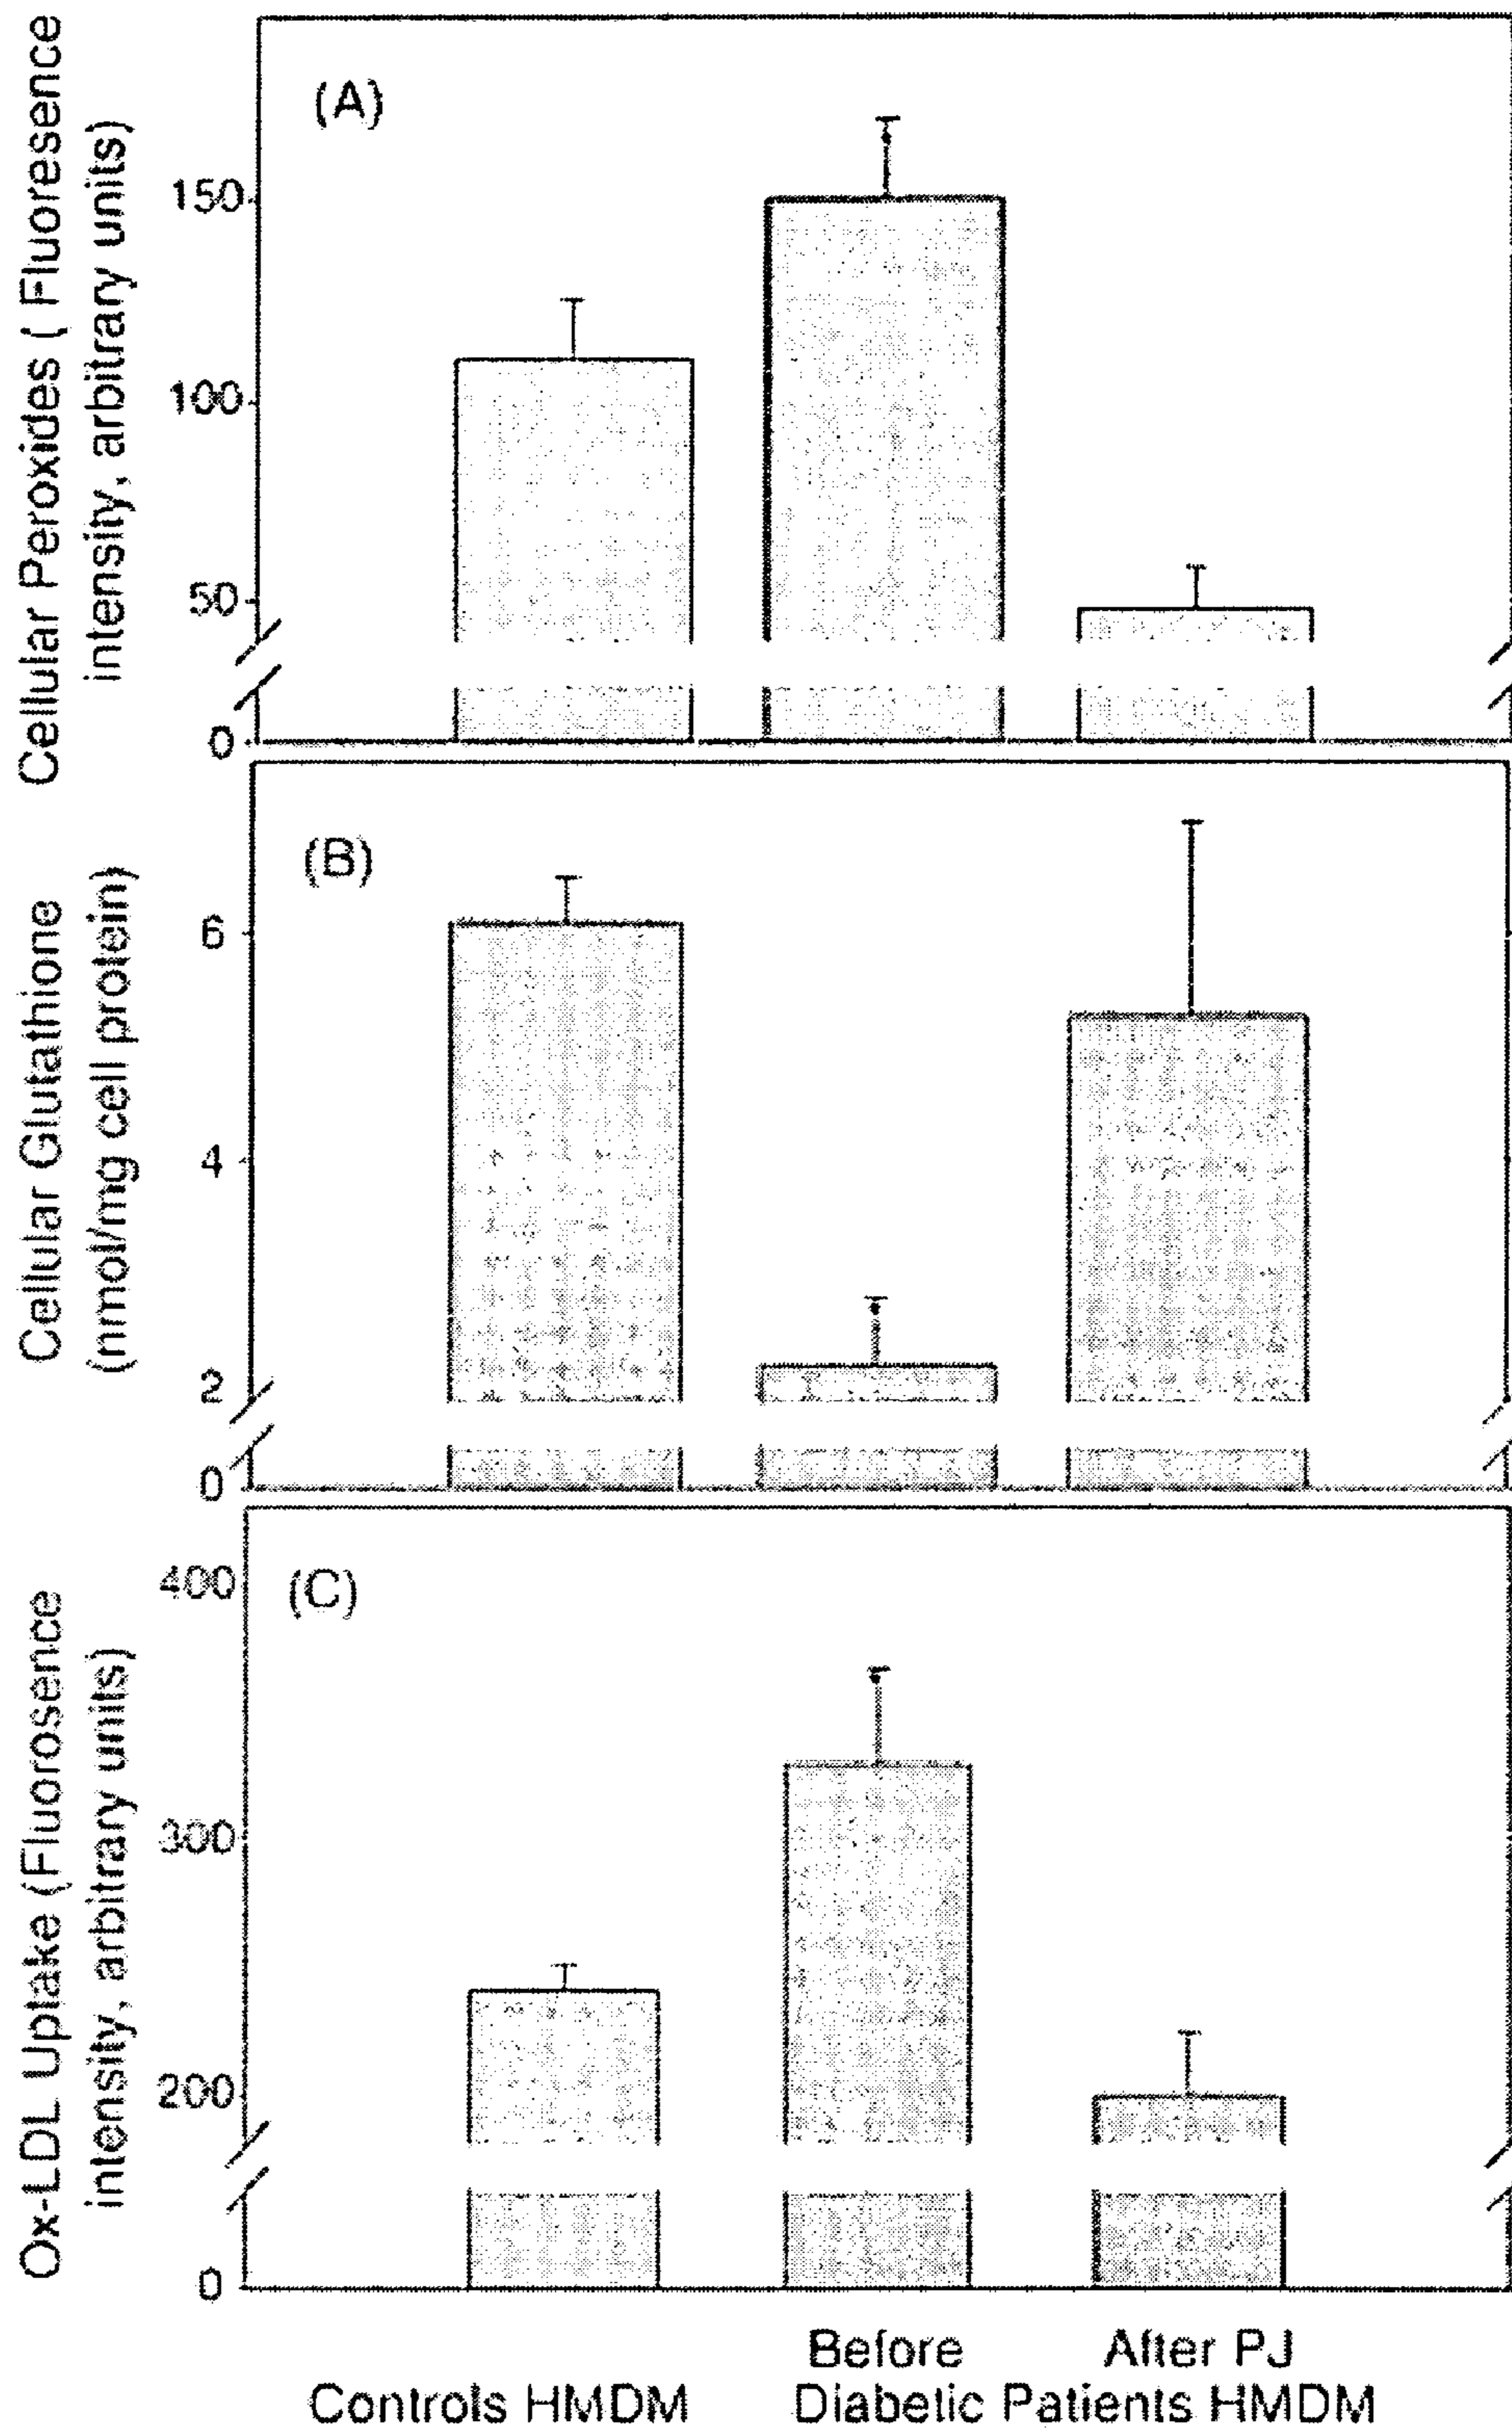 Cellular Peroxides ( Fluoresence
intensity, arbitrary units)
(A)
150
100
50
0
Cellular Glutathione
(nmol/mg cell protein)
(B)
6
4
2
0
Ox-LDL Uptake (Fluorosence
intensity, arbitrary units)
(C)
400
300
200
0
Before After PJ
Controls HMDM Diabetic Patients HMDM